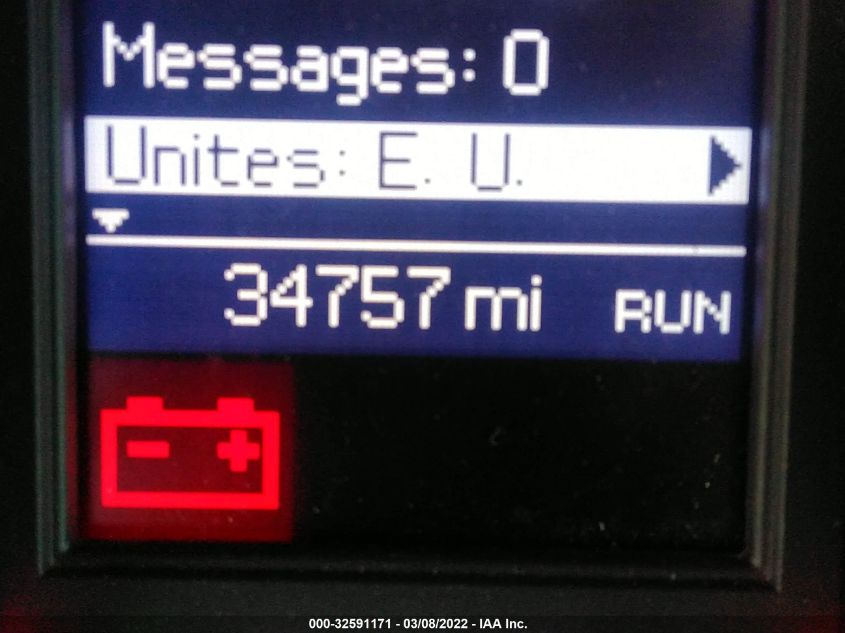 Messages: 0
Unites: E. U.
34757 mi RUN
- +
000-32591171 - 03/08/2022 - IAA Inc.